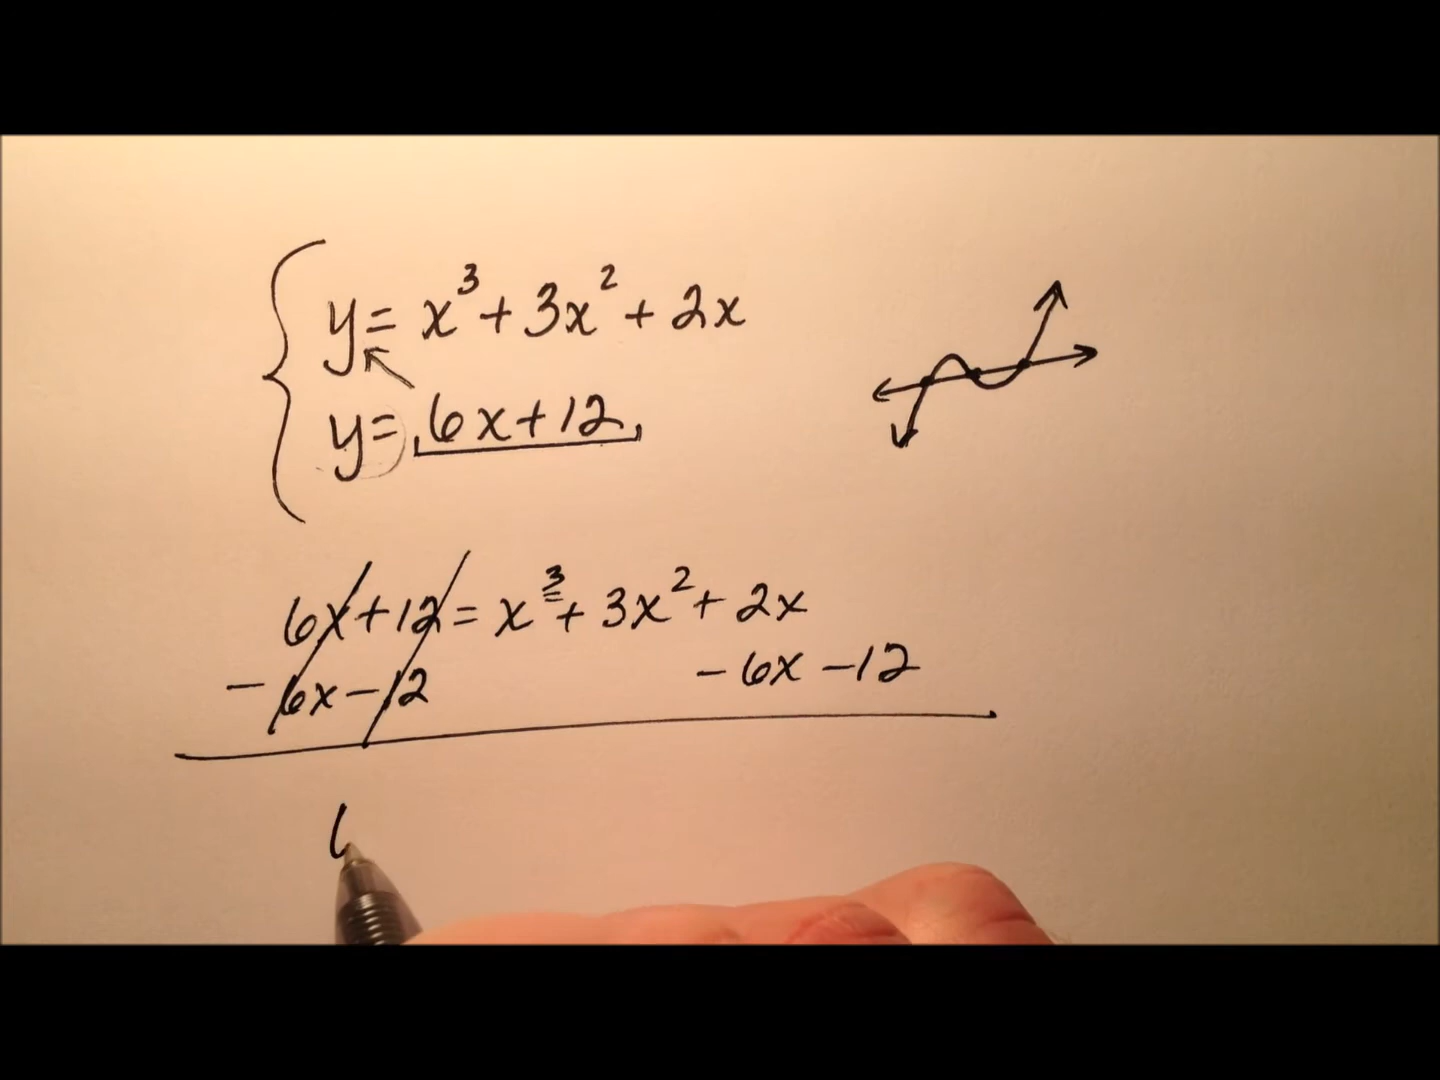 y = x³ + 3x² + 2x
y = 6x + 12
6x + 12 = x³ + 3x² + 2x
− 6x − 12 − 6x − 12